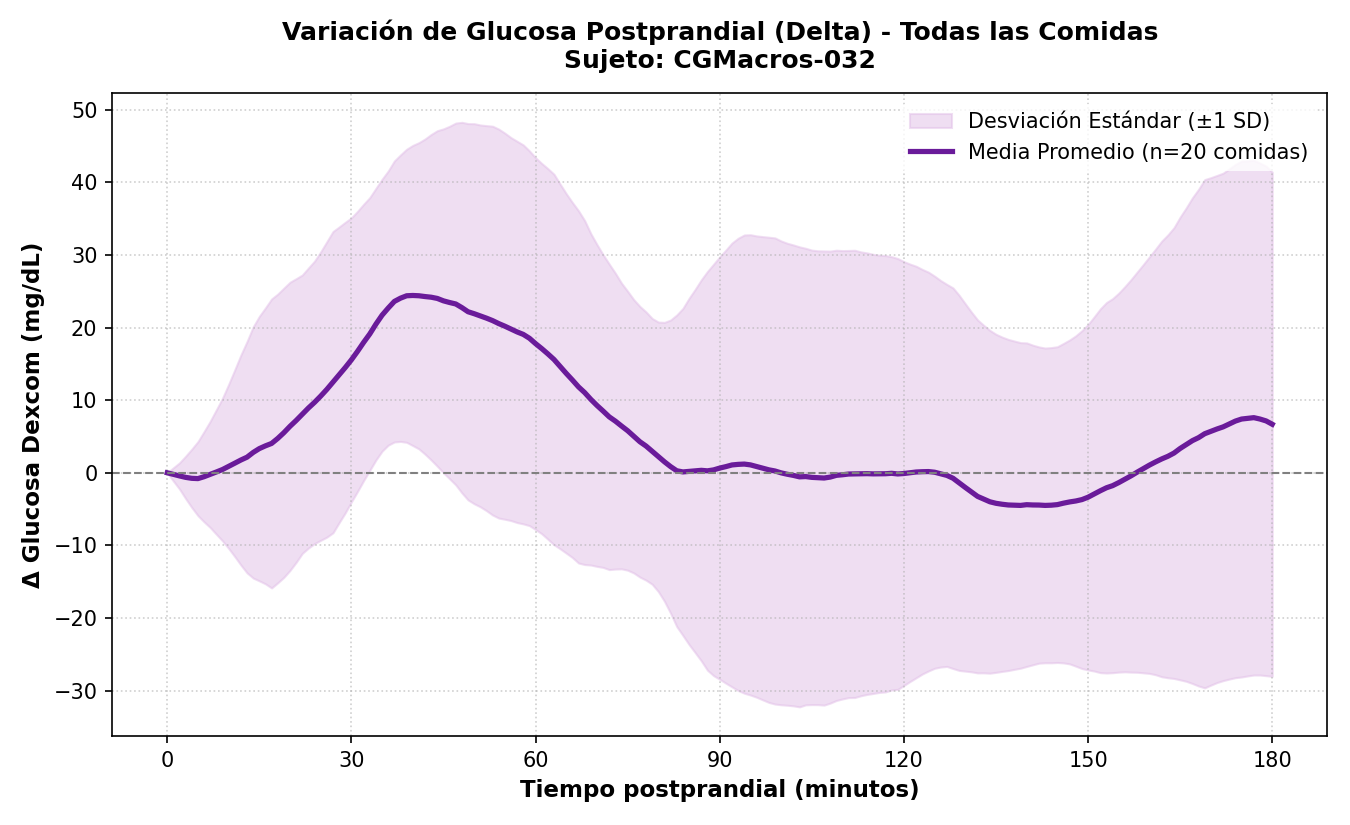 Variación de Glucosa Postprandial (Delta) - Todas las Comidas
Sujeto: CGMacros-032
Desviación Estándar (±1 SD)
Media Promedio (n=20 comidas)
Δ Glucosa Dexcom (mg/dL)
50
40
30
20
10
0
−10
−20
−30
0 30 60 90 120 150 180
Tiempo postprandial (minutos)